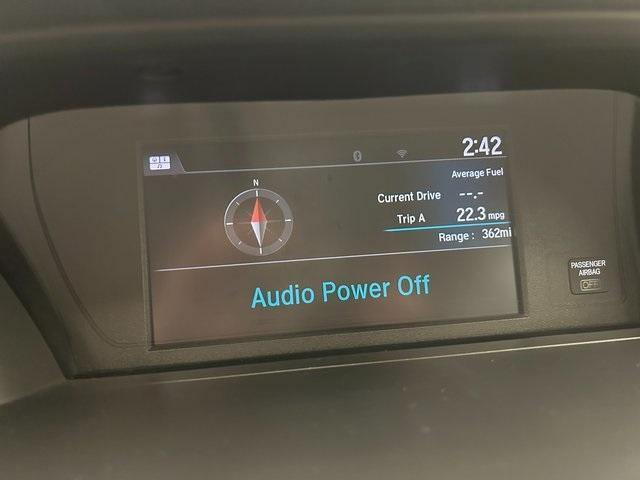 2:42
Average Fuel
N
Current Drive --.-
Trip A 22.3 mpg
Range : 362mi
Audio Power Off
PASSENGER
AIRBAG
OFF